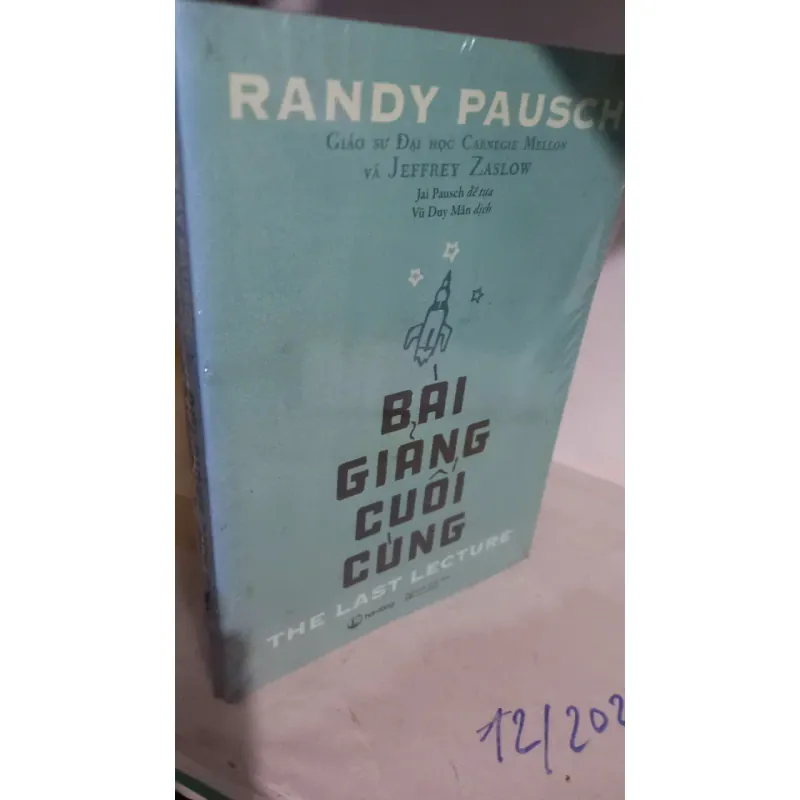 RANDY PAUSCH
GIÁO SƯ ĐẠI HỌC CARNEGIE MELLON
VÀ JEFFREY ZASLOW
Jai Pausch đề tựa
Vũ Duy Mẫn dịch
BÀI
GIẢNG
CUỐI
CÙNG
THE LAST LECTURE
12/202